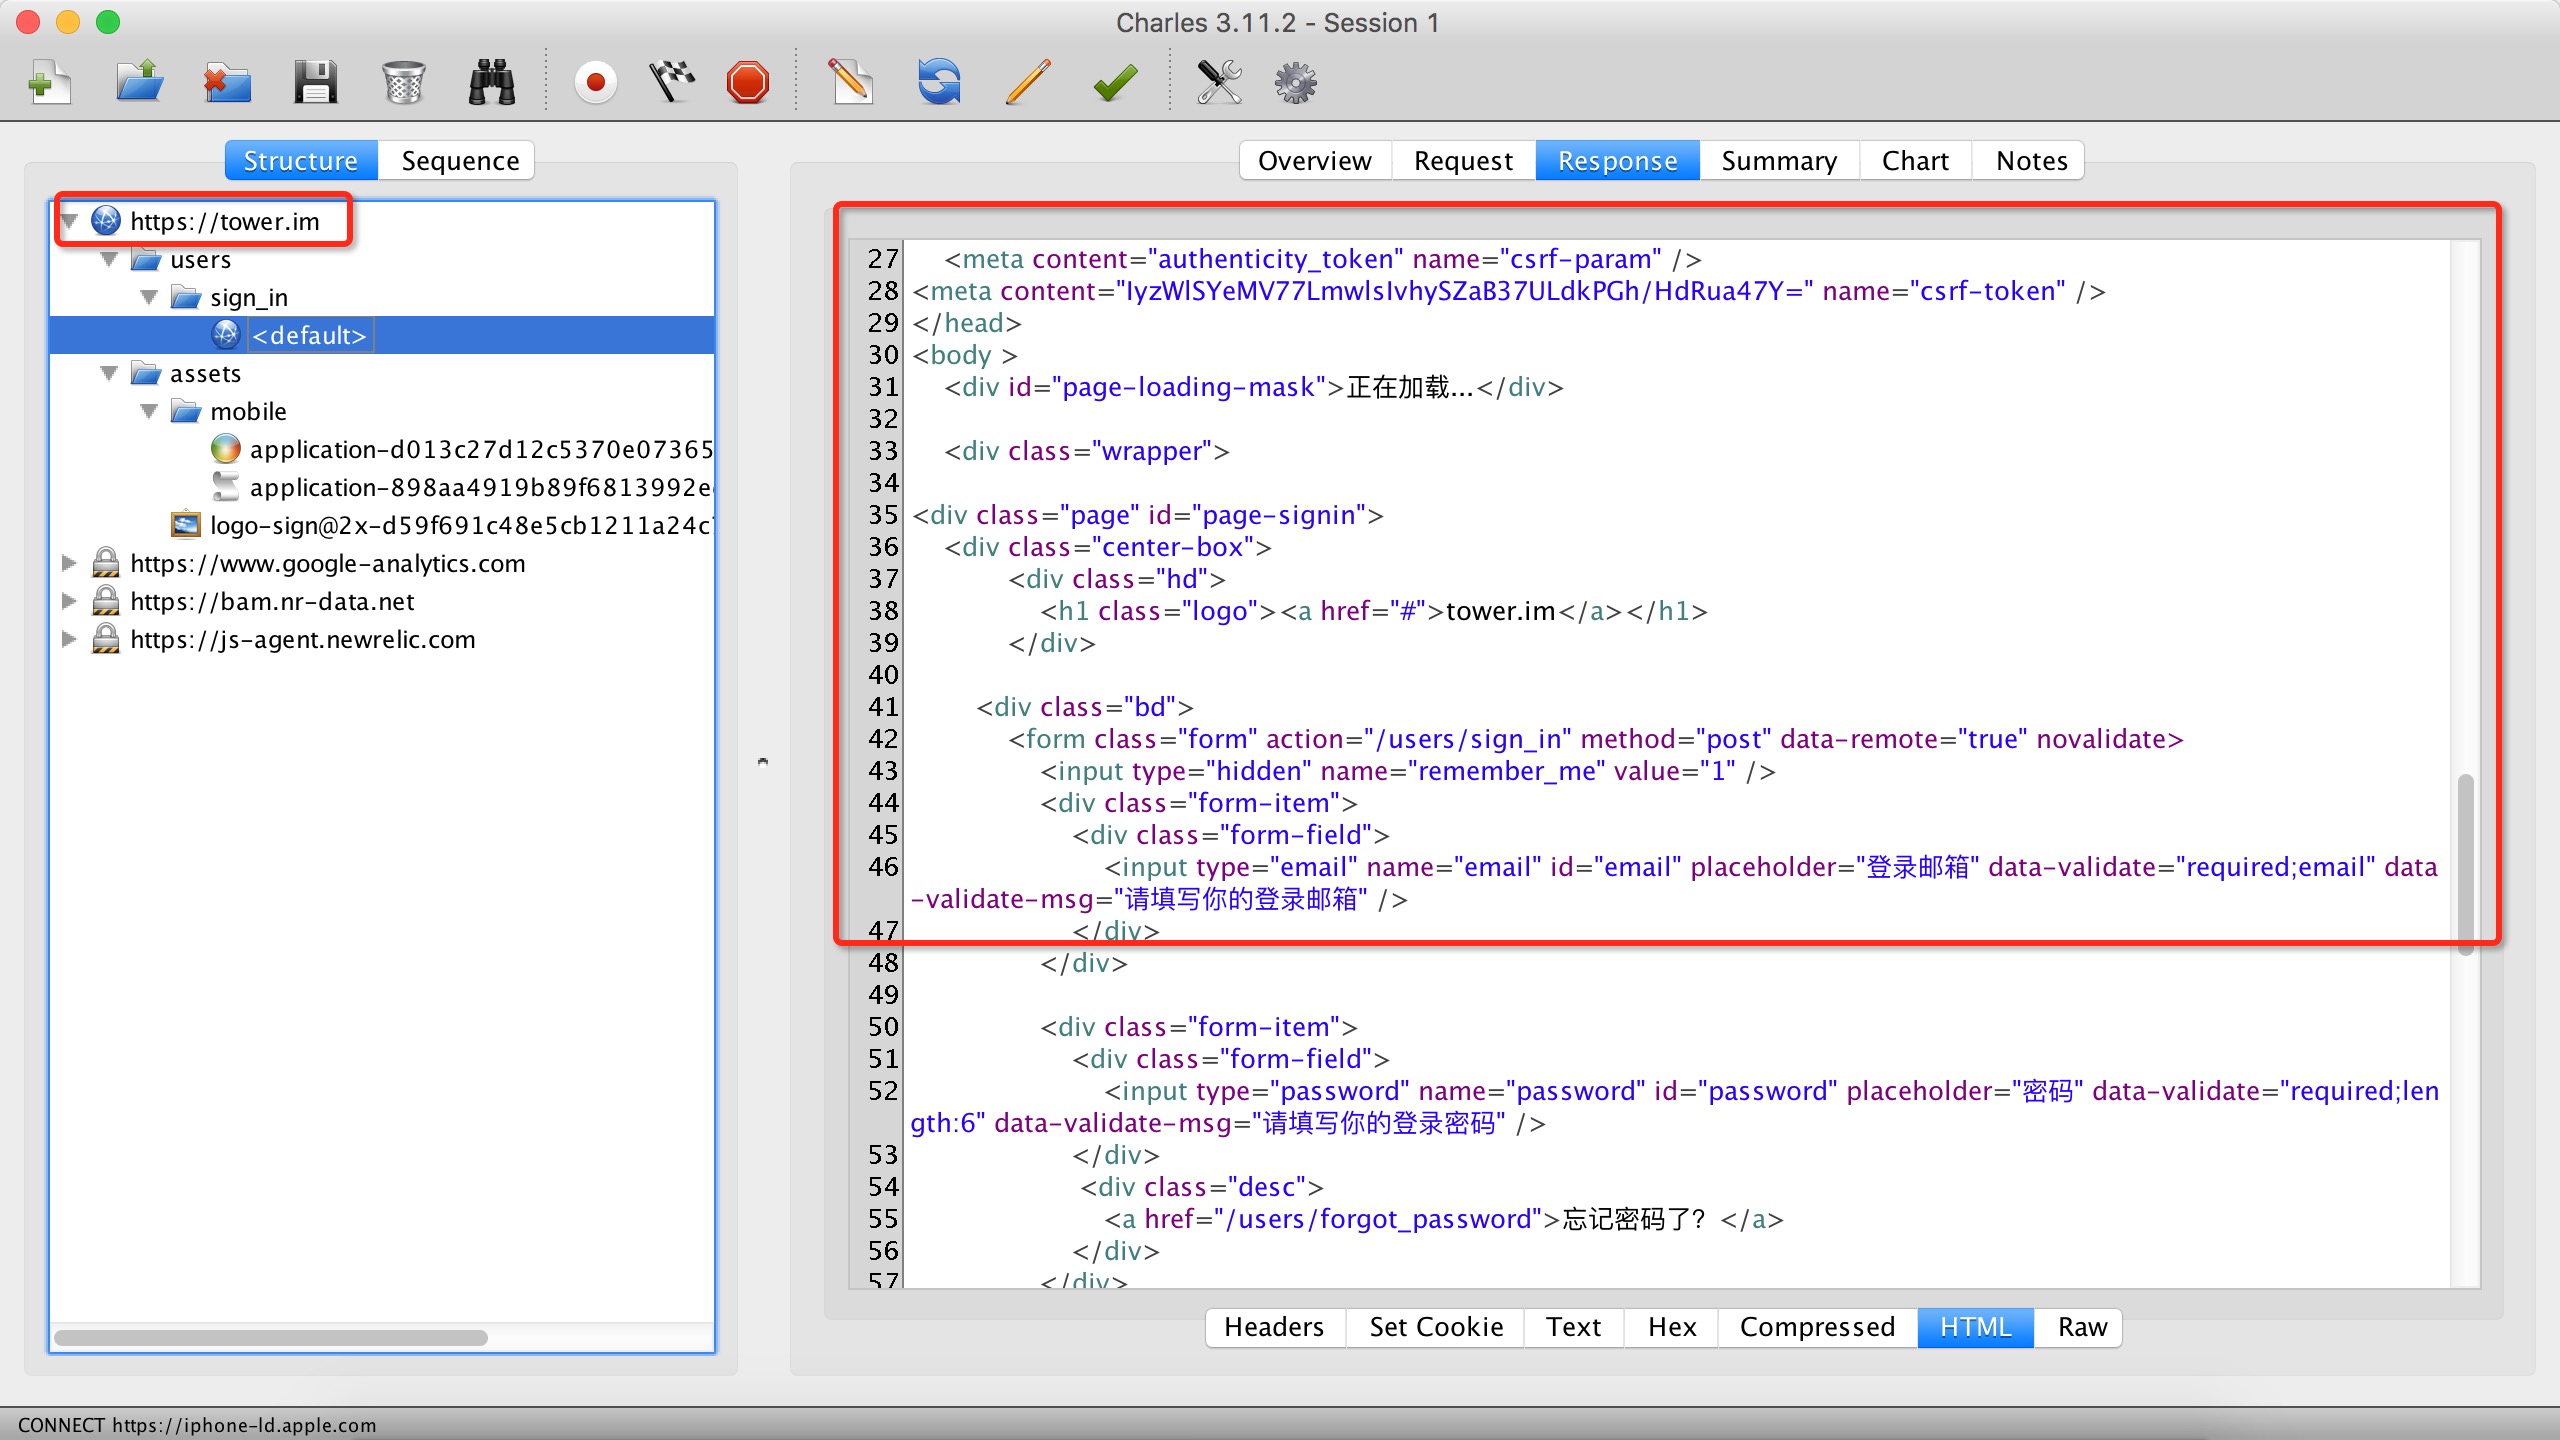 Charles 3.11.2 - Session 1
Structure Sequence
Overview Request Response Summary Chart Notes
https://tower.im
users
sign_in
<default>
assets
mobile
application-d013c27d12c5370e07365
application-898aa4919b89f6813992e
logo-sign@2x-d59f691c48e5cb1211a24c
https://www.google-analytics.com
https://bam.nr-data.net
https://js-agent.newrelic.com
27 <meta content="authenticity_token" name="csrf-param" />
28 <meta content="IyzWlSYeMV77LmwlsIvhySZaB37ULdkPGh/HdRua47Y=" name="csrf-token" />
29 </head>
30 <body >
31 <div id="page-loading-mask">正在加载...</div>
32
33 <div class="wrapper">
34
35 <div class="page" id="page-signin">
36 <div class="center-box">
37 <div class="hd">
38 <h1 class="logo"><a href="#">tower.im</a></h1>
39 </div>
40
41 <div class="bd">
42 <form class="form" action="/users/sign_in" method="post" data-remote="true" novalidate>
43 <input type="hidden" name="remember_me" value="1" />
44 <div class="form-item">
45 <div class="form-field">
46 <input type="email" name="email" id="email" placeholder="登录邮箱" data-validate="required;email" data
-validate-msg="请填写你的登录邮箱" />
47 </div>
48 </div>
49
50 <div class="form-item">
51 <div class="form-field">
52 <input type="password" name="password" id="password" placeholder="密码" data-validate="required;len
gth:6" data-validate-msg="请填写你的登录密码" />
53 </div>
54 <div class="desc">
55 <a href="/users/forgot_password">忘记密码了？</a>
56 </div>
57 </div>
Headers Set Cookie Text Hex Compressed HTML Raw
CONNECT https://iphone-ld.apple.com